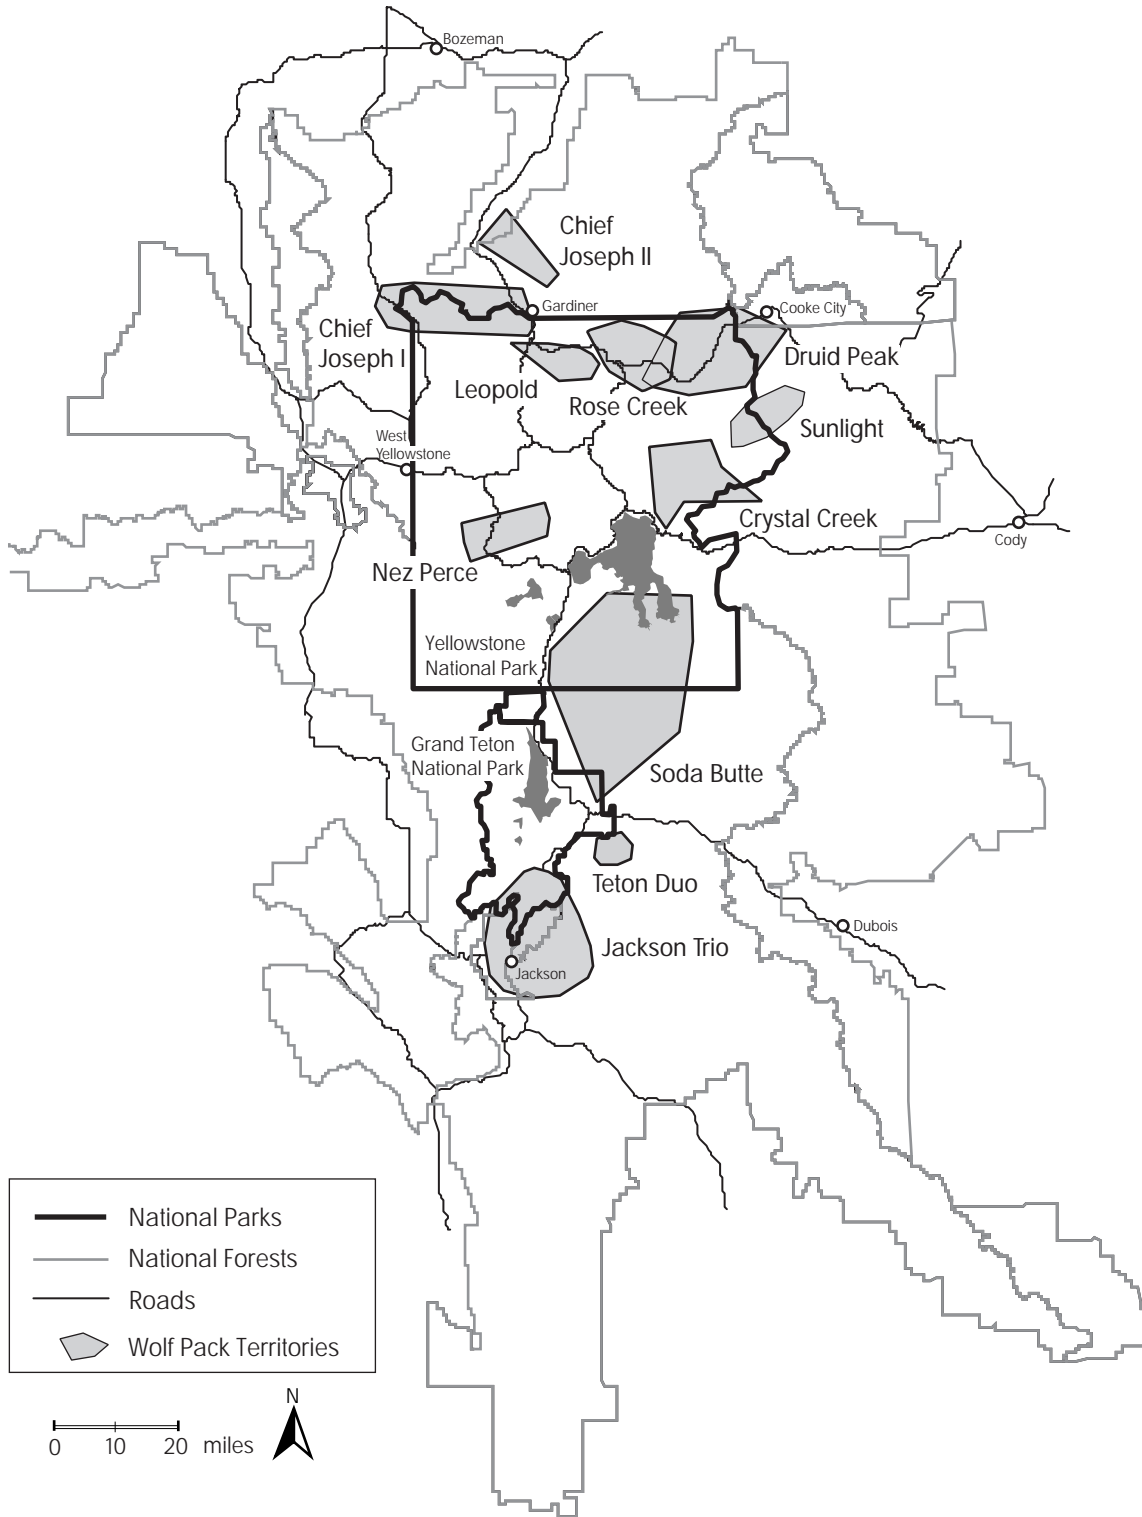 Bozeman
Chief
Joseph II
Gardiner
Cooke City
Chief
Joseph I
Druid Peak
Leopold
Rose Creek
Sunlight
West
Yellowstone
Crystal Creek
Cody
Nez Perce
Yellowstone
National Park
Grand Teton
National Park
Soda Butte
Teton Duo
Dubois
Jackson Trio
Jackson
National Parks
National Forests
Roads
Wolf Pack Territories
N
0 10 20 miles